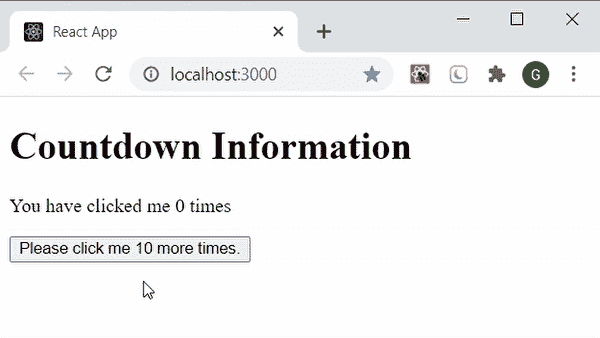 React App
localhost:3000
G
Countdown Information
You have clicked me 0 times
Please click me 10 more times.